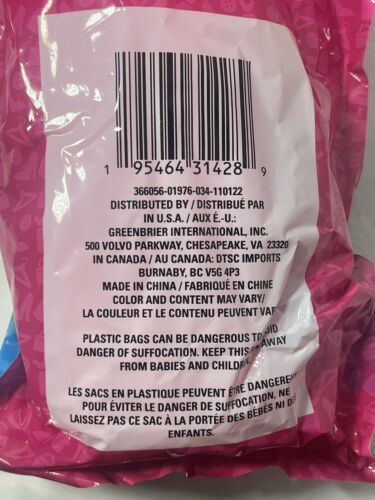 1 95464 31428 9
366056-01976-034-110122
DISTRIBUTED BY / DISTRIBUÉ PAR
IN U.S.A. / AUX É.-U.:
GREENBRIER INTERNATIONAL, INC.
500 VOLVO PARKWAY, CHESAPEAKE, VA 23320
IN CANADA / AU CANADA: DTSC IMPORTS
BURNABY, BC V5G 4P3
MADE IN CHINA / FABRIQUÉ EN CHINE
COLOR AND CONTENT MAY VARY/
LA COULEUR ET LE CONTENU PEUVENT
PLASTIC BAGS CAN BE DANGEROUS TO
DANGER OF SUFFOCATION. KEEP THIS AWAY
FROM BABIES AND
LES SACS EN PLASTIQUE PEUVENT ÊTRE
POUR ÉVITER LE DANGER DE SUFFOCATION, NE
LAISSEZ PAS CE SAC À LA PORTÉE DES BÉBÉS NI
ENFANTS.